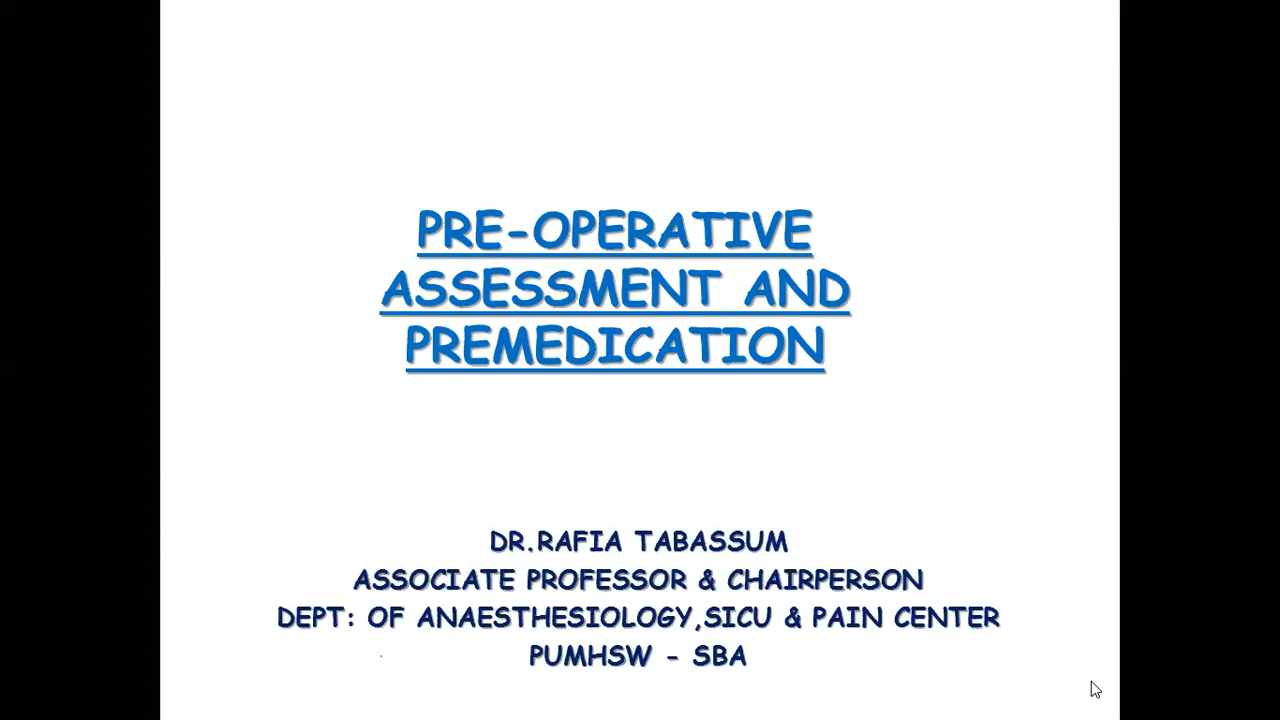 PRE-OPERATIVE
ASSESSMENT AND
PREMEDICATION
DR.RAFIA TABASSUM
ASSOCIATE PROFESSOR & CHAIRPERSON
DEPT: OF ANAESTHESIOLOGY,SICU & PAIN CENTER
PUMHSW - SBA